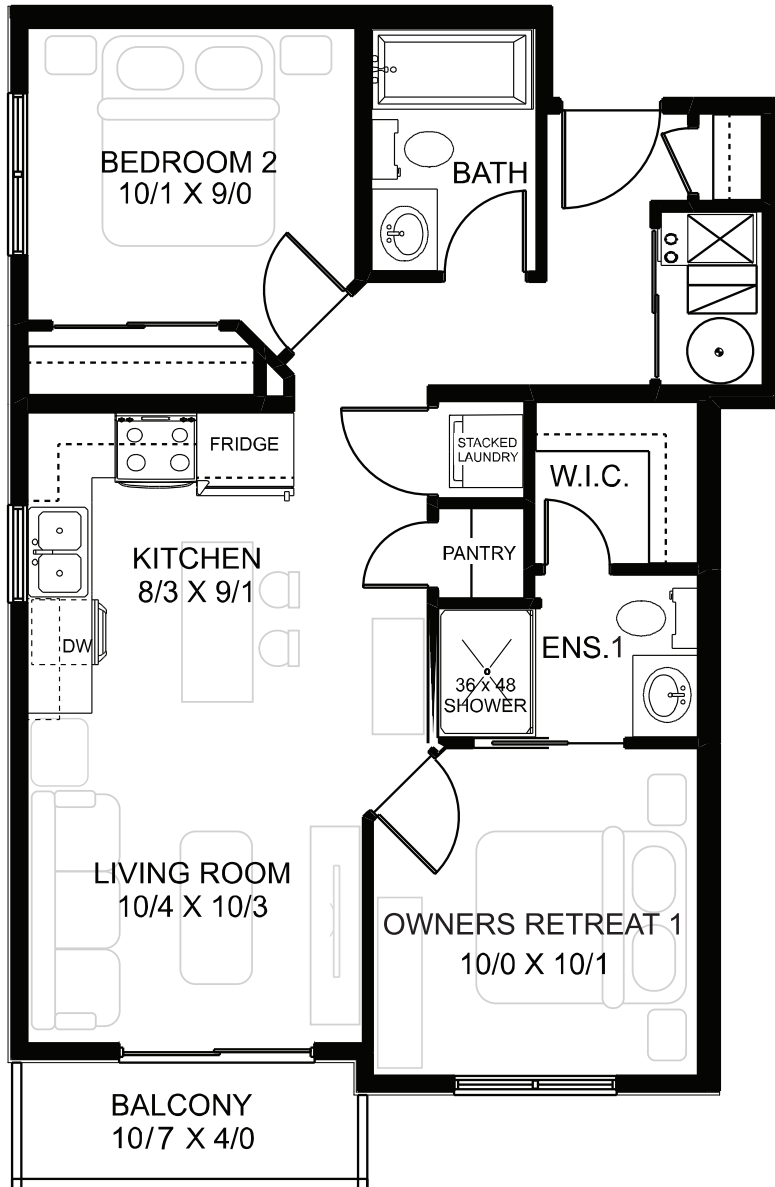 BEDROOM 2
10/1 X 9/0
BATH
FRIDGE
STACKED
LAUNDRY
W.I.C.
KITCHEN
8/3 X 9/1
PANTRY
DW
ENS.1
36 x 48
SHOWER
LIVING ROOM
10/4 X 10/3
OWNERS RETREAT 1
10/0 X 10/1
BALCONY
10/7 X 4/0